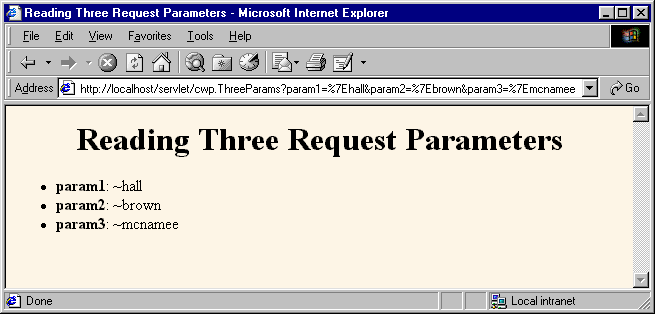 Reading Three Request Parameters - Microsoft Internet Explorer
File Edit View Favorites Tools Help
Address http://localhost/servlet/cwp.ThreeParams?param1=%7Ehall&param2=%7Ebrown&param3=%7Emcnamee Go
Reading Three Request Parameters
• param1: ~hall
• param2: ~brown
• param3: ~mcnamee
Done Local intranet